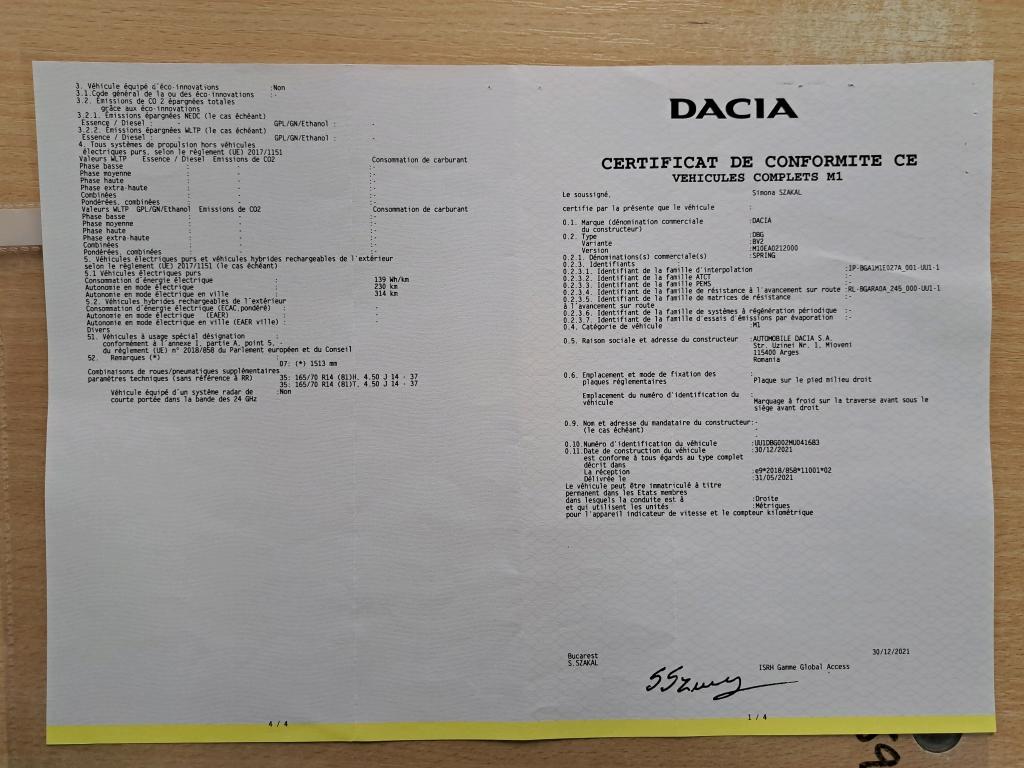 3. Véhicule équipé d'éco-innovations :Non
3.1.Code général de la ou des éco-innovations :-
3.2. Emissions de CO 2 épargnées totales
grâce aux éco-innovations
3.2.1. Emissions épargnées NEDC (le cas échéant)
Essence / Diesel : - GPL/GN/Ethanol : -
3.2.2. Emissions épargnées WLTP (le cas échéant)
Essence / Diesel : - GPL/GN/Ethanol : -
4. Tous systèmes de propulsion hors véhicules
électriques purs, selon le règlement (UE) 2017/1151
Valeurs WLTP Essence / Diesel Emissions de CO2 Consommation de carburant
Phase basse : - :-
Phase moyenne : - :-
Phase haute : - :-
Phase extra-haute : - :-
Combinées : - :-
Pondérées, combinées : - :-
Valeurs WLTP GPL/GN/Ethanol Emissions de CO2 Consommation de carburant
Phase basse : - :-
Phase moyenne : - :-
Phase haute : - :-
Phase extra-haute : - :-
Combinées : - :-
Pondérées, combinées : - :-
5. Véhicules électriques purs et véhicules hybrides rechargeables de l'extérieur
selon le règlement (UE) 2017/1151 (le cas échéant)
5.1 Véhicules électriques purs
Consommation d'énergie électrique : 139 Wh/km
Autonomie en mode électrique : 230 km
Autonomie en mode électrique en ville : 314 km
5.2. Véhicules hybrides rechargeables de l'extérieur
Consommation d'énergie électrique (ECAC,pondéré) : -
Autonomie en mode électrique (EAER) : -
Autonomie en mode électrique en ville (EAER ville) : -
Divers
51. Véhicules à usage spécial désignation
conformément à l'annexe I, partie A, point 5, :-
du règlement (UE) n° 2018/858 du Parlement européen et du Conseil
52. Remarques (*) :
07: (*) 1513 mm
Combinaisons de roues/pneumatiques supplémentaires
paramètres techniques (sans référence à RR) 35: 165/70 R14 (81)H, 4.50 J 14 - 37
35: 165/70 R14 (81)T, 4.50 J 14 - 37
Véhicule équipé d'un système radar de :Non
courte portée dans la bande des 24 GHz
4 / 4
DACIA
CERTIFICAT DE CONFORMITE CE
VEHICULES COMPLETS M1
Le soussigné, Simona SZAKAL
certifie par la présente que le véhicule :
0.1. Marque (dénomination commerciale :DACIA
du constructeur)
0.2. Type :DBG
Variante :BV2
Version :M10EA0212000
0.2.1. Dénominations(s) commerciale(s) :SPRING
0.2.3. Identifiants
0.2.3.1. Identifiant de la famille d'interpolation :IP-BGA1M1E027A_001-UU1-1
0.2.3.2. Identifiant de la famille ATCT :-
0.2.3.3. Identifiant de la famille PEMS :-
0.2.3.4. Identifiant de la famille de résistance à l'avancement sur route :RL-BGARA0A_245_000-UU1-1
0.2.3.5. Identifiant de la famille de matrices de résistance :-
à l'avancement sur route
0.2.3.6. Identifiant de la famille de systèmes à régénération périodique :-
0.2.3.7. Identifiant de la famille d'essais d'émissions par évaporation :-
0.4. Catégorie de véhicule :M1
0.5. Raison sociale et adresse du constructeur :AUTOMOBILE DACIA S.A.
Str. Uzinei Nr. 1, Mioveni
115400 Arges
Romania
0.6. Emplacement et mode de fixation des :
plaques réglementaires Plaque sur le pied milieu droit
Emplacement du numéro d'identification du :
véhicule Marquage à froid sur la traverse avant sous le
siège avant droit
0.9. Nom et adresse du mandataire du constructeur:-
(le cas échéant) -
0.10.Numéro d'identification du véhicule :UU1DBG002MU041683
0.11.Date de construction du véhicule :30/12/2021
est conforme à tous égards au type complet
décrit dans
La réception :e9*2018/858*11001*02
Délivrée le :31/05/2021
Le véhicule peut être immatriculé à titre
permanent dans les Etats membres
dans lesquels la conduite est à :Droite
et qui utilisent les unités :Métriques
pour l'appareil indicateur de vitesse et le compteur kilométrique
Bucarest 30/12/2021
S.SZAKAL
ISRH Gamme Global Access
1 / 4